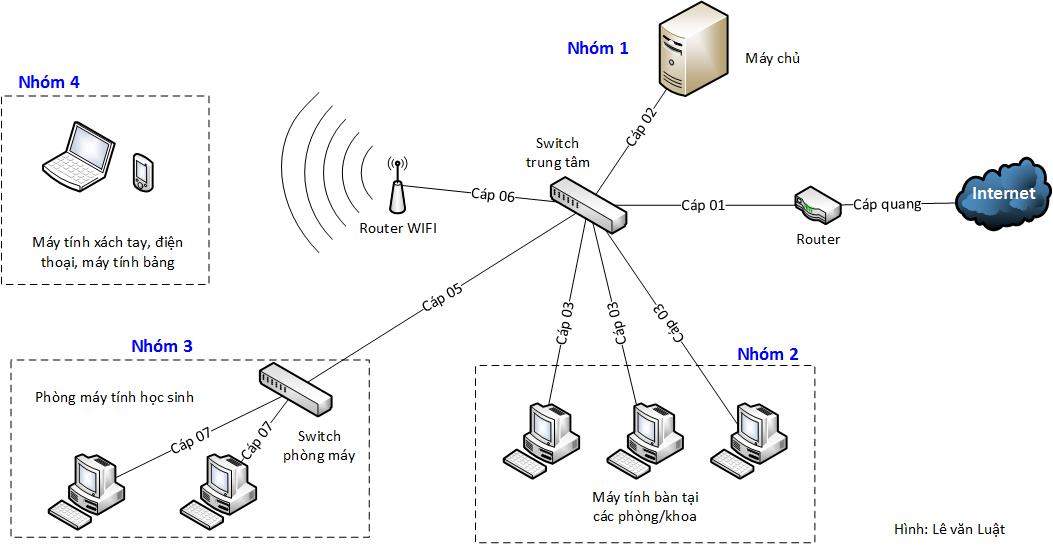 Nhóm 1
Máy chủ
Nhóm 4
Cáp 02
Switch
trung tâm
Cáp 06
Cáp 01
Cáp quang
Internet
Router WIFI
Router
Máy tính xách tay, điện
thoại, máy tính bảng
Cáp 05
Cáp 03
Cáp 03
Cáp 03
Nhóm 3
Nhóm 2
Phòng máy tính học sinh
Cáp 07
Cáp 07
Switch
phòng máy
Máy tính bàn tại
các phòng/khoa
Hình: Lê văn Luật